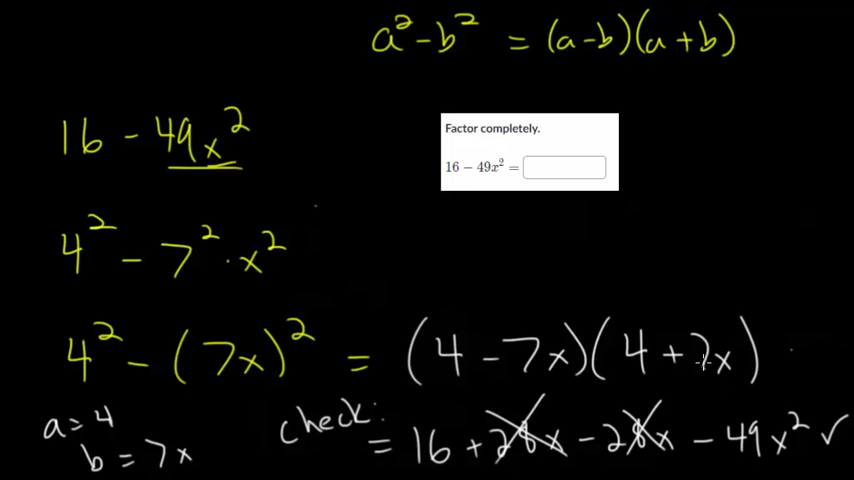 a² - b² = (a - b)(a + b)
16 - 49x²
Factor completely.
16 − 49x² =
4² - 7² · x²
4² - (7x)² = (4 - 7x)(4 + 7x)
a = 4
b = 7x
check:
= 16 + 28x - 28x - 49x² ✓